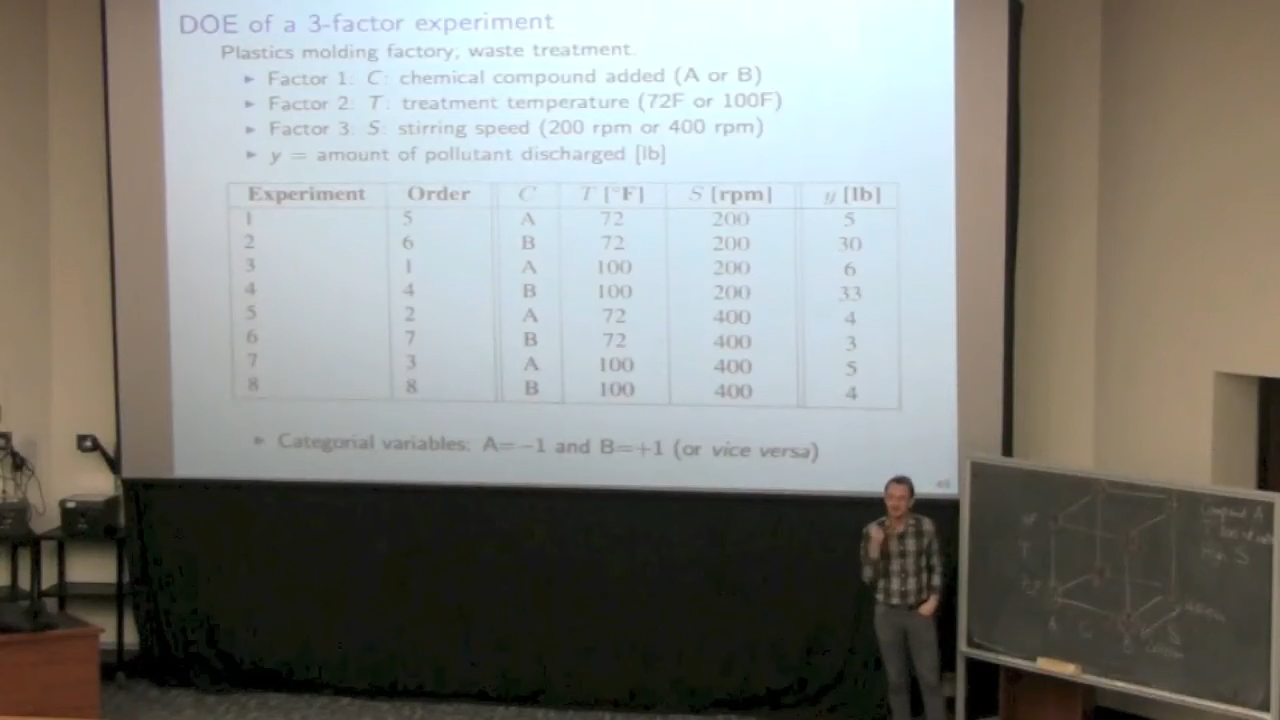 DOE of a 3-factor experiment
Plastics molding factory, waste treatment.
► Factor 1: C: chemical compound added (A or B)
► Factor 2: T: treatment temperature (72F or 100F)
► Factor 3: S: stirring speed (200 rpm or 400 rpm)
► y = amount of pollutant discharged [lb]
Experiment Order C T [°F] S [rpm] y [lb]
1 5 A 72 200 5
2 6 B 72 200 30
3 1 A 100 200 6
4 4 B 100 200 33
5 2 A 72 400 4
6 7 B 72 400 3
7 3 A 100 400 5
8 8 B 100 400 4
► Categorial variables: A=−1 and B=+1 (or vice versa)
Compound A
S